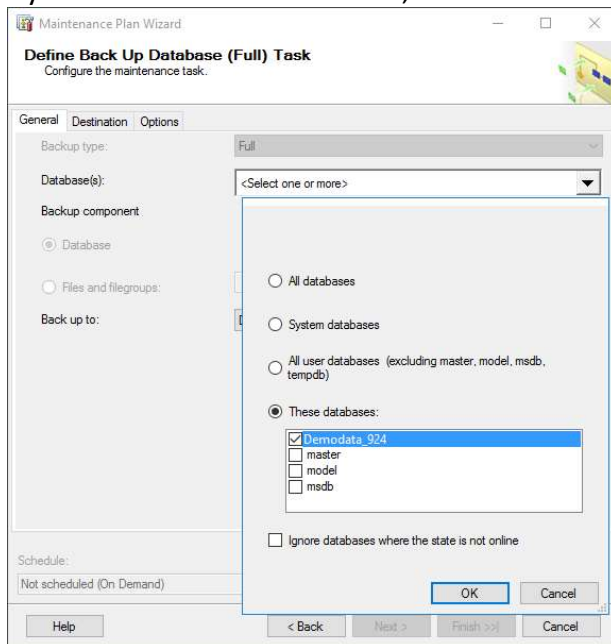 Maintenance Plan Wizard
Define Back Up Database (Full) Task
Configure the maintenance task.
General Destination Options
Backup type: Full
Database(s): <Select one or more>
Backup component
Database
Files and filegroups:
Back up to:
All databases
System databases
All user databases (excluding master, model, msdb,
tempdb)
These databases:
Demodata_924
master
model
msdb
Ignore databases where the state is not online
Schedule:
Not scheduled (On Demand)
OK Cancel
Help < Back Next > Finish >>| Cancel